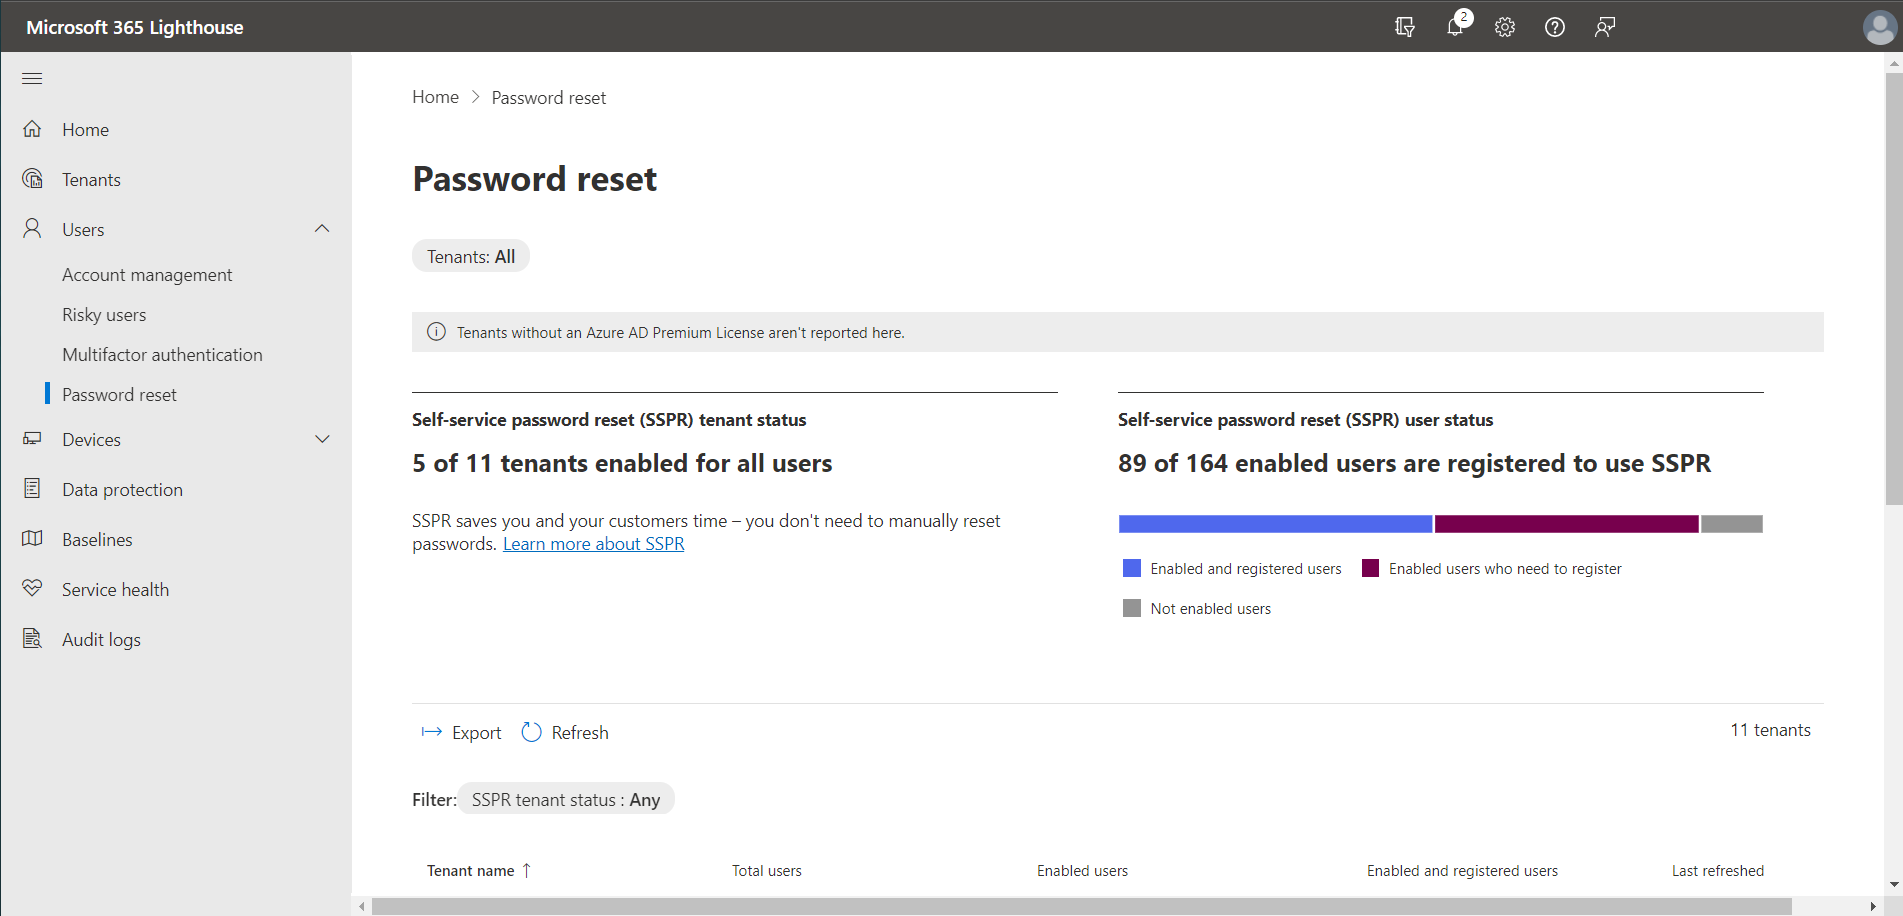 Microsoft 365 Lighthouse
2
Home
Tenants
Users
Account management
Risky users
Multifactor authentication
Password reset
Devices
Data protection
Baselines
Service health
Audit logs
Home > Password reset
Password reset
Tenants: All
Tenants without an Azure AD Premium License aren't reported here.
Self-service password reset (SSPR) tenant status
5 of 11 tenants enabled for all users
SSPR saves you and your customers time – you don't need to manually reset
passwords. Learn more about SSPR
Self-service password reset (SSPR) user status
89 of 164 enabled users are registered to use SSPR
Enabled and registered users
Enabled users who need to register
Not enabled users
Export
Refresh
11 tenants
Filter: SSPR tenant status : Any
Tenant name ↑
Total users
Enabled users
Enabled and registered users
Last refreshed